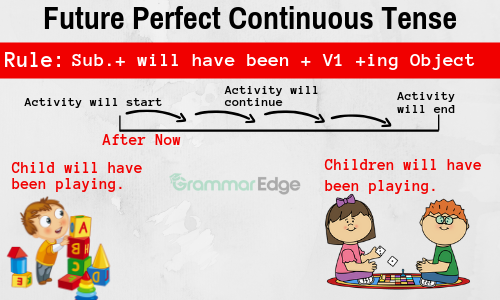 Future Perfect Continuous Tense
Rule: Sub.+ will have been + V1 +ing Object
Activity will start
Activity will
continue
Activity
will end
After Now
Child will have
been playing.
Children will have
been playing.
GrammarEdge
A
B
C
H
A
B